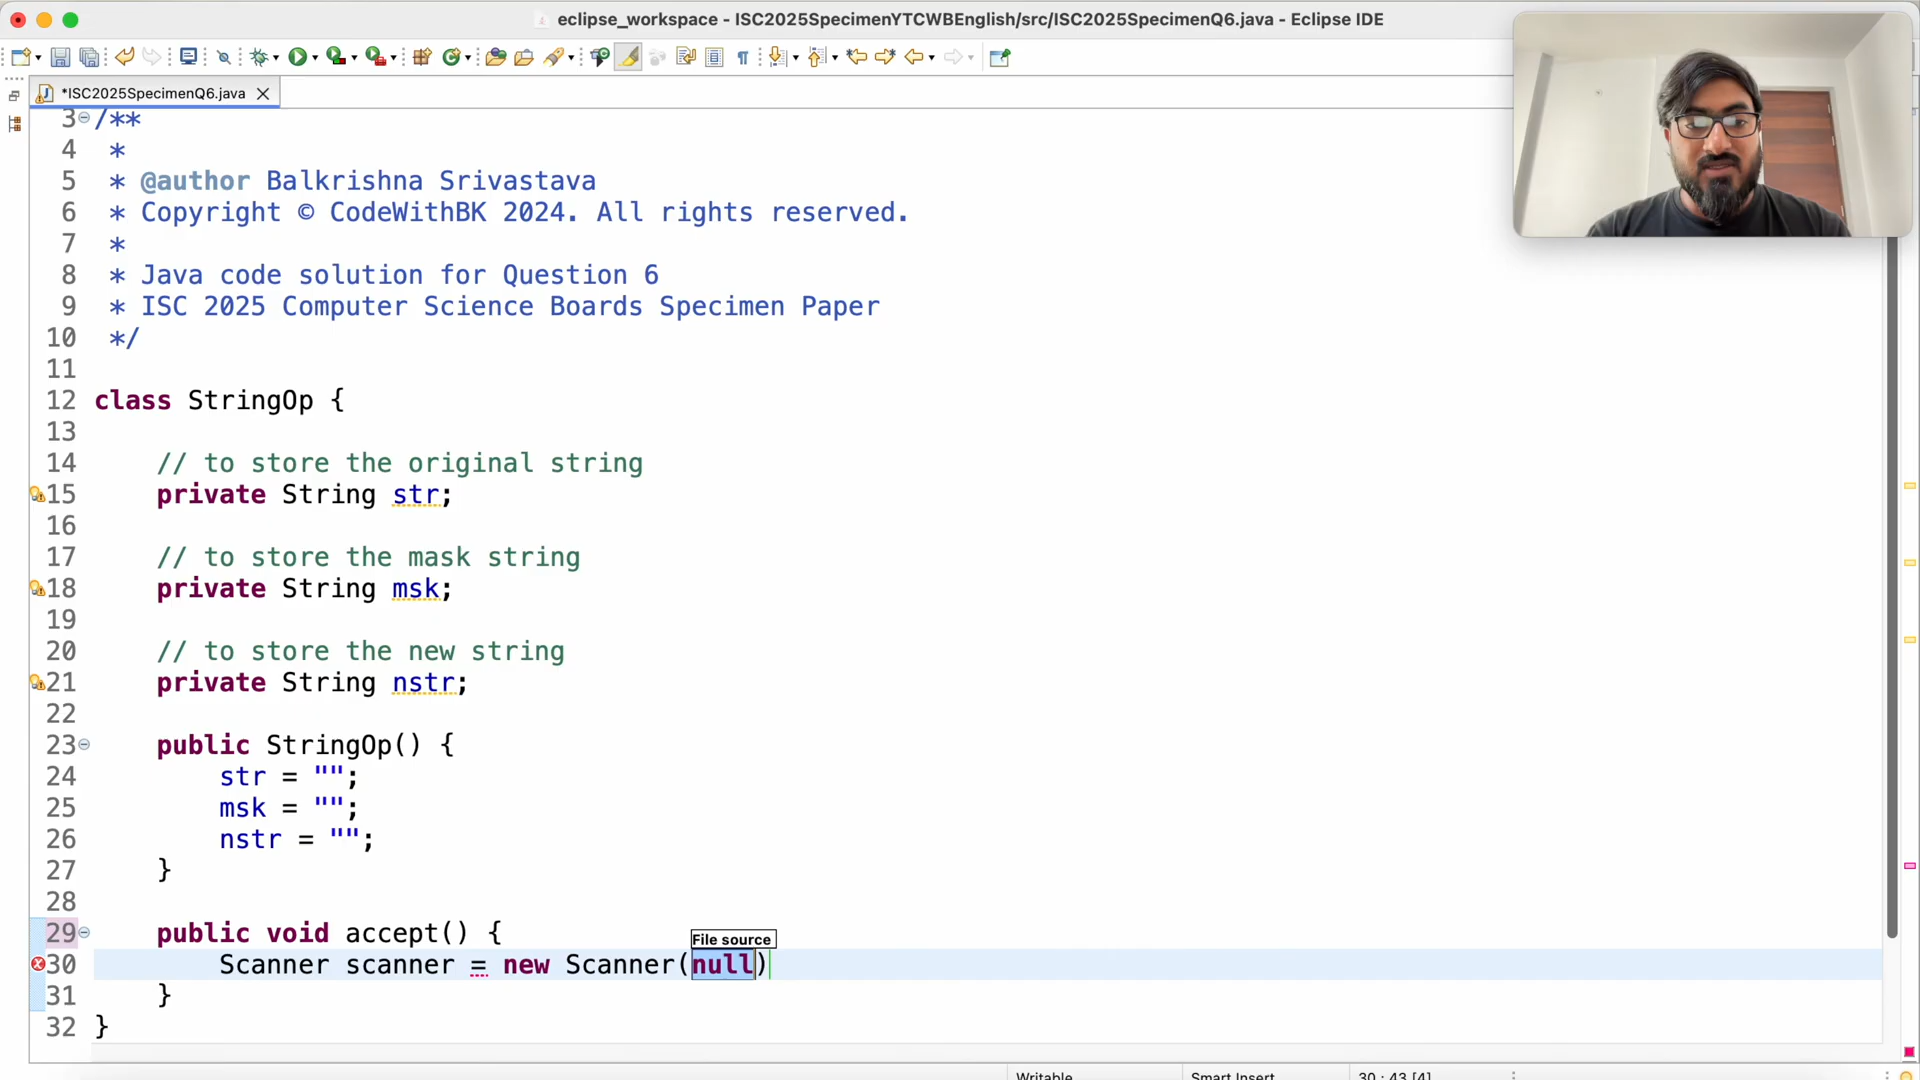 eclipse_workspace - ISC2025SpecimenYTCWBEnglish/src/ISC2025SpecimenQ6.java - Eclipse IDE
*ISC2025SpecimenQ6.java
3 /**
4 *
5 * @author Balkrishna Srivastava
6 * Copyright © CodeWithBK 2024. All rights reserved.
7 *
8 * Java code solution for Question 6
9 * ISC 2025 Computer Science Boards Specimen Paper
10 */
11
12 class StringOp {
13
14 // to store the original string
15 private String str;
16
17 // to store the mask string
18 private String msk;
19
20 // to store the new string
21 private String nstr;
22
23 public StringOp() {
24 str = "";
25 msk = "";
26 nstr = "";
27 }
28
29 public void accept() {
File source
30 Scanner scanner = new Scanner(null)
31 }
32 }
Writable Smart Insert 30 : 43 [4]